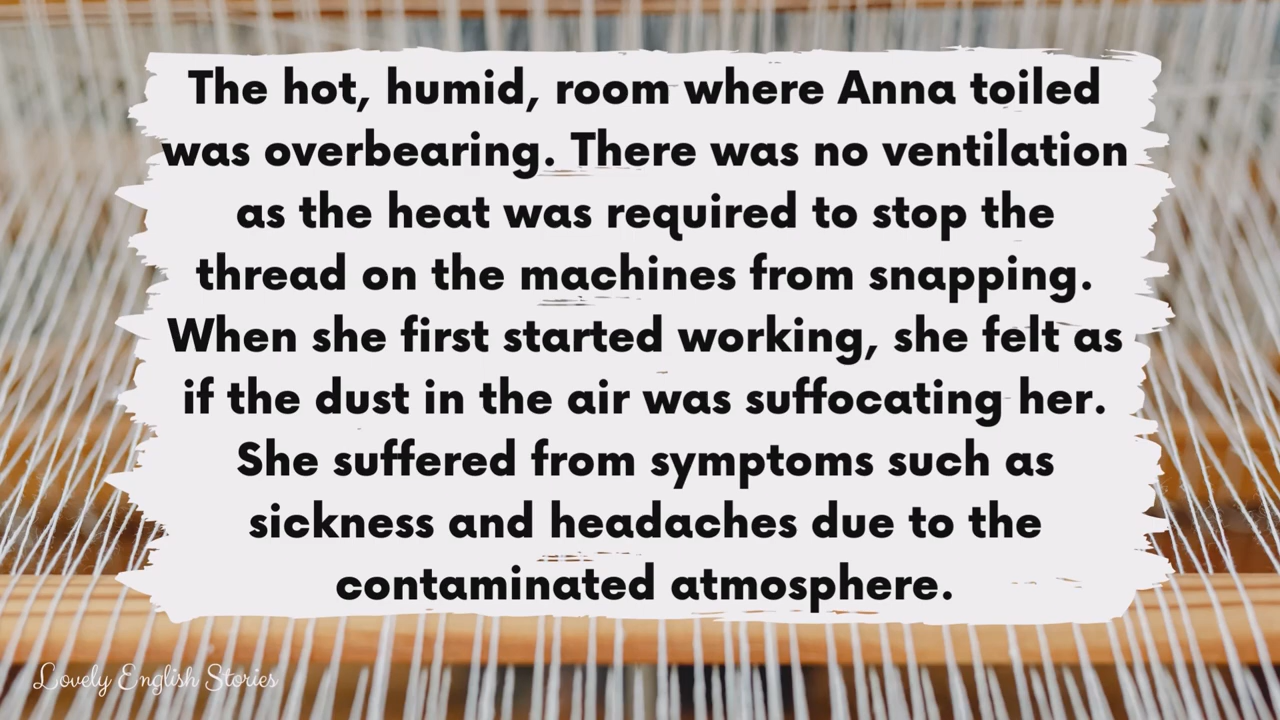 The hot, humid, room where Anna toiled
was overbearing. There was no ventilation
as the heat was required to stop the
thread on the machines from snapping.
When she first started working, she felt as
if the dust in the air was suffocating her.
She suffered from symptoms such as
sickness and headaches due to the
contaminated atmosphere.
Lovely English Stories